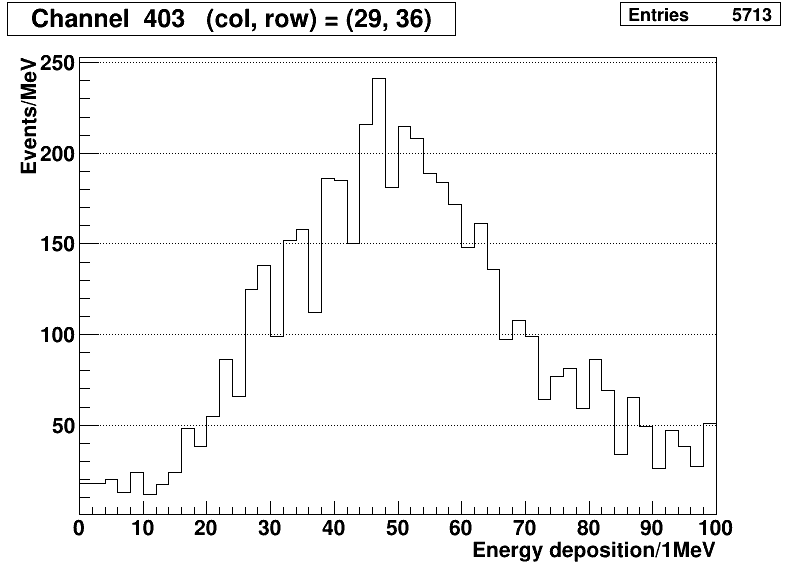 Channel 403 (col, row) = (29, 36)
Entries 5713
Events/MeV
250
200
150
100
50
0 10 20 30 40 50 60 70 80 90 100
Energy deposition/1MeV